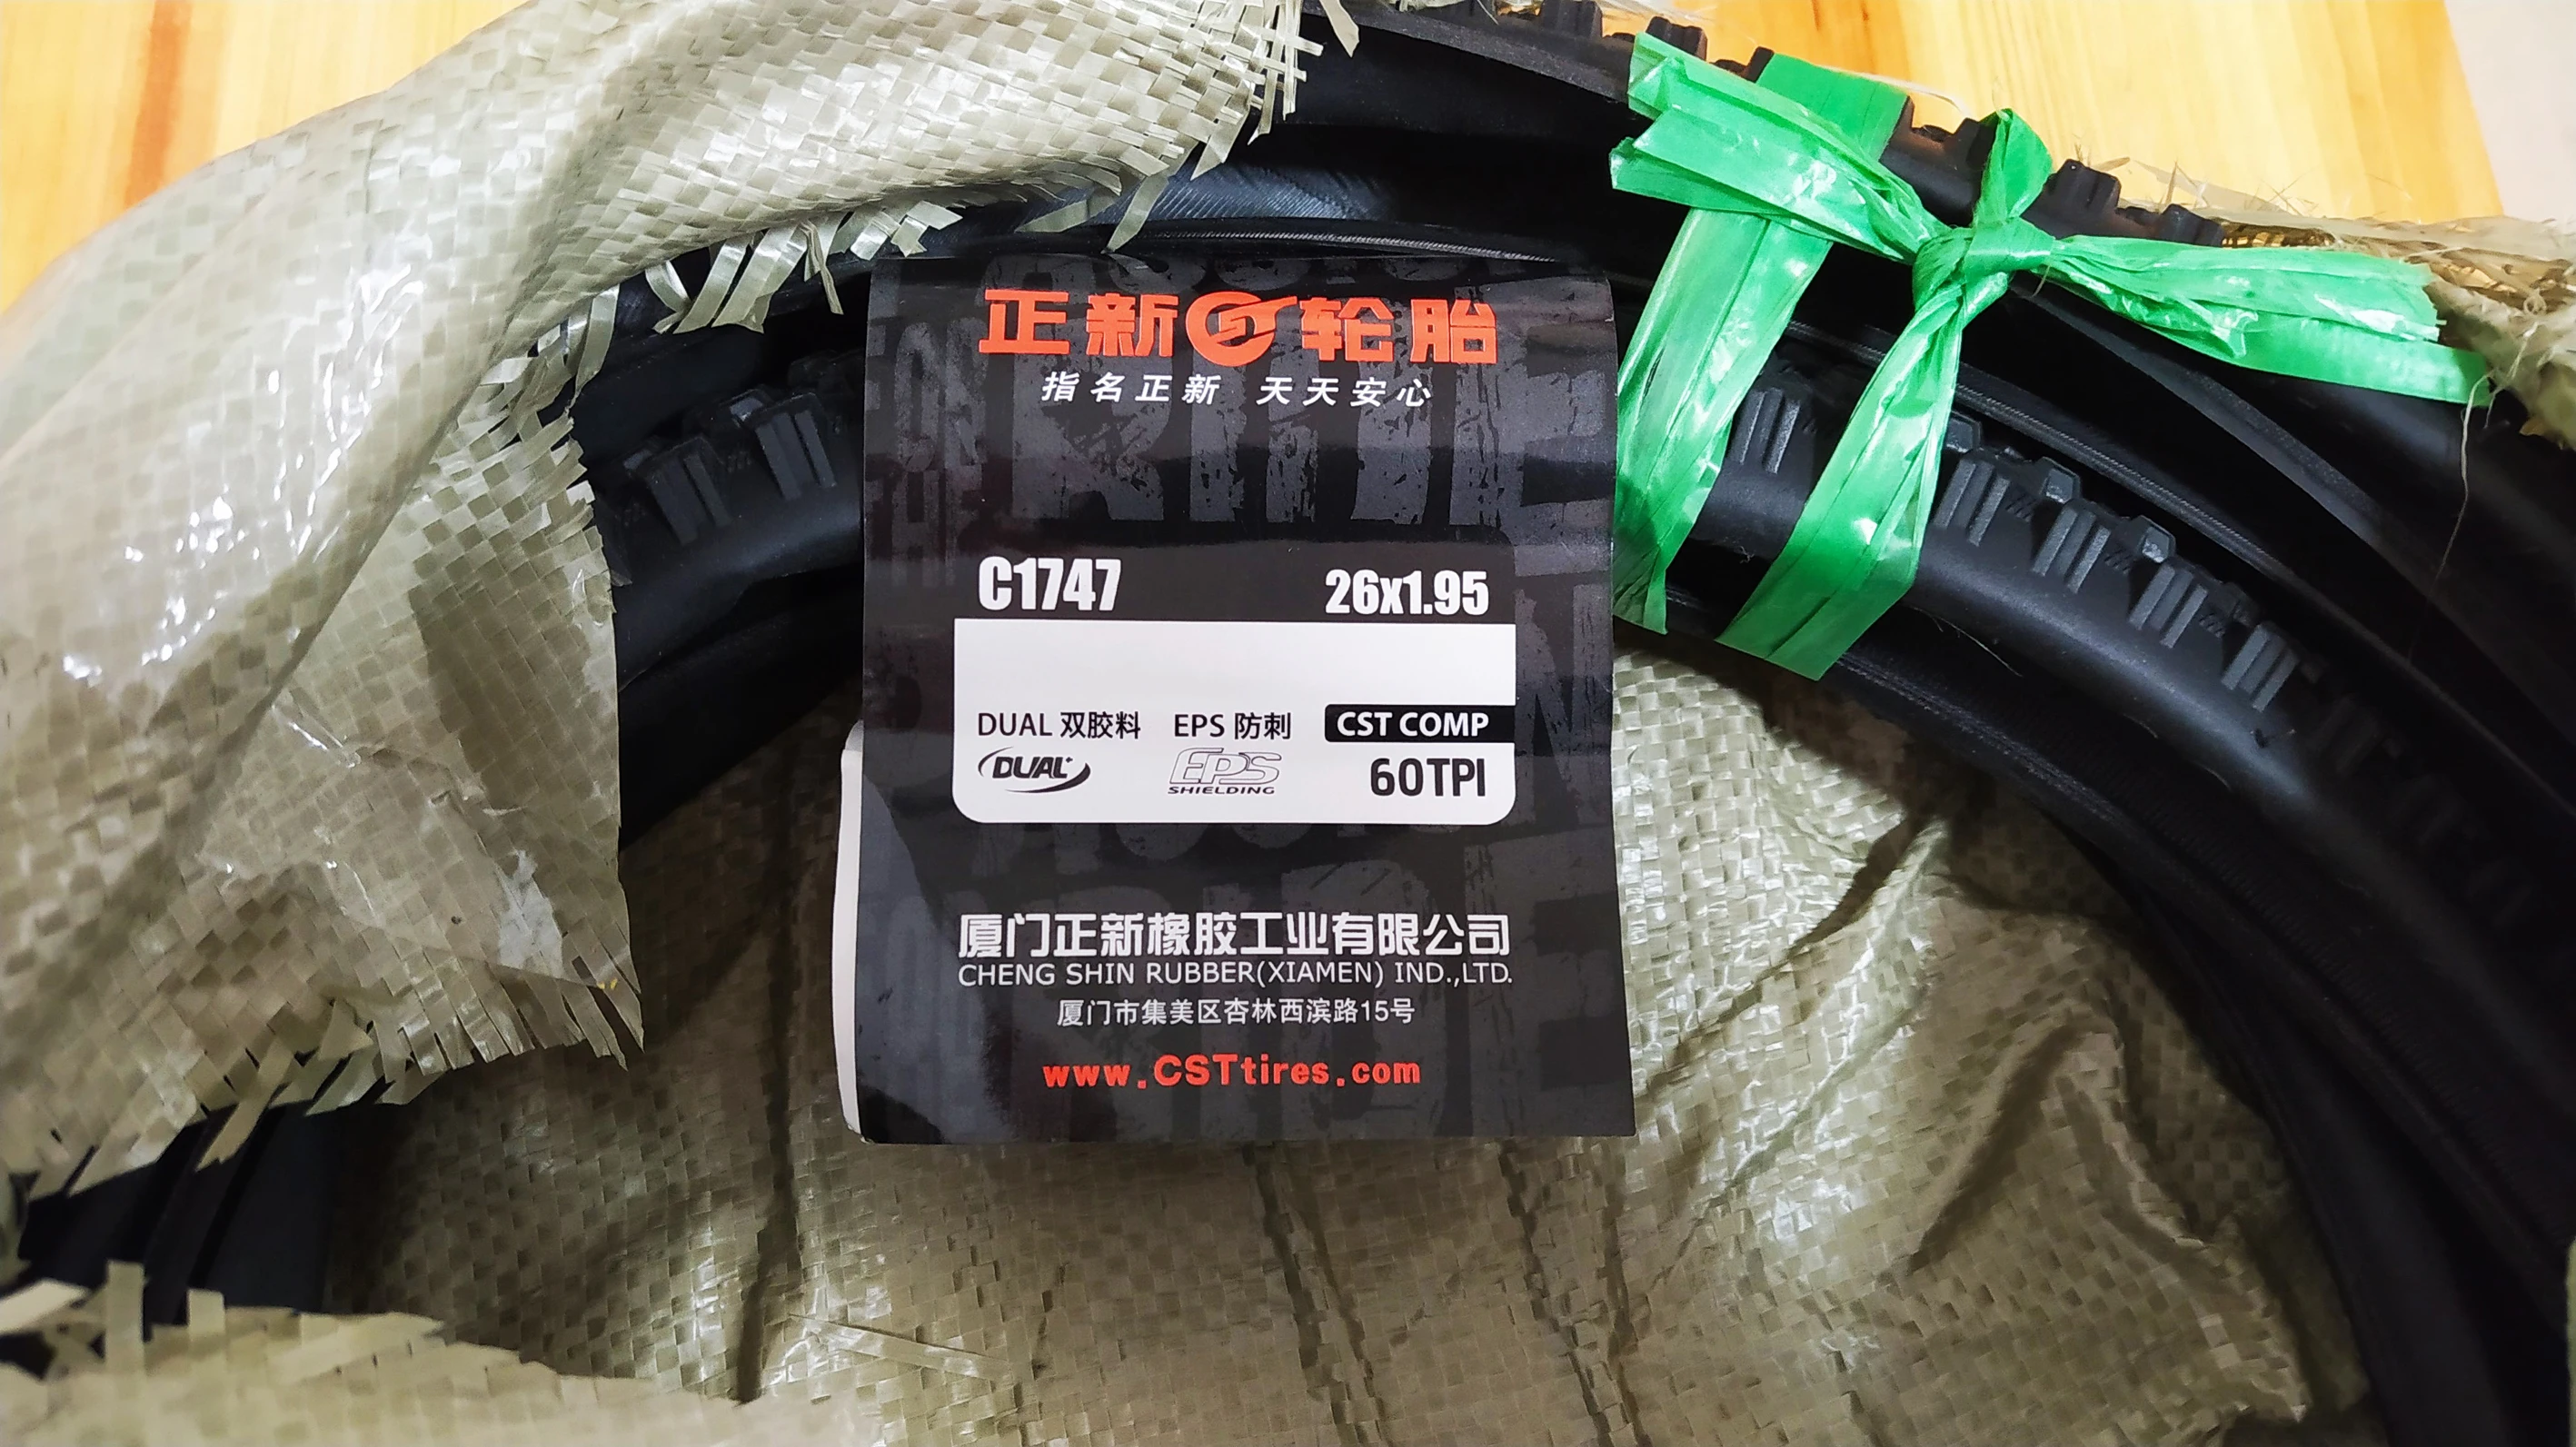 正新轮胎
指名正新 天天安心
RIDE
C1747 26x1.95
DUAL 双胶料 EPS 防刺 CST COMP
DUAL EPS SHIELDING 60TPI
厦门正新橡胶工业有限公司
CHENG SHIN RUBBER(XIAMEN) IND.,LTD.
厦门市集美区杏林西滨路15号
www.CSTtires.com